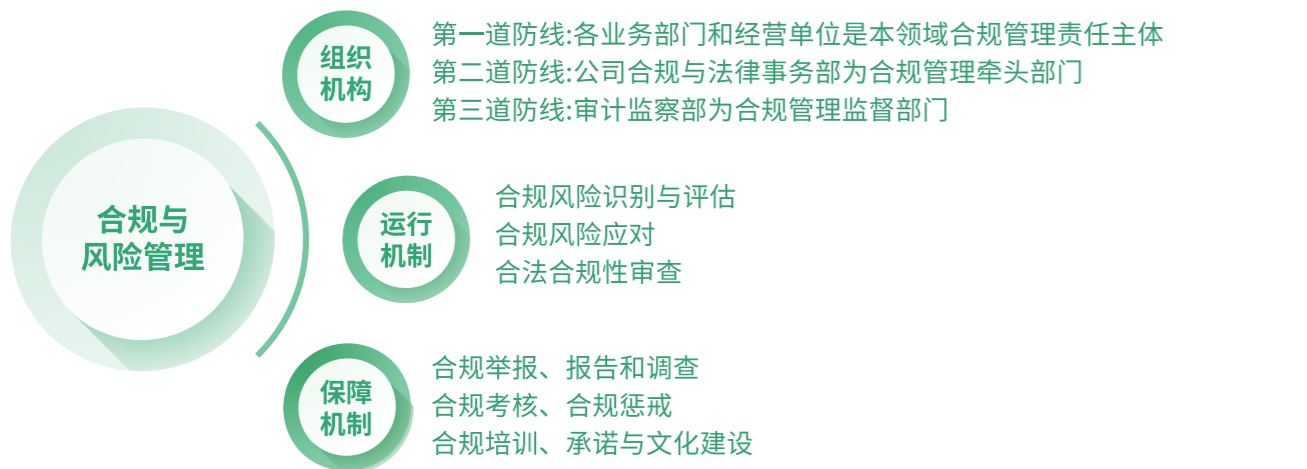 合规与
风险管理
组织
机构
第一道防线:各业务部门和经营单位是本领域合规管理责任主体
第二道防线:公司合规与法律事务部为合规管理牵头部门
第三道防线:审计监察部为合规管理监督部门
运行
机制
合规风险识别与评估
合规风险应对
合法合规性审查
保障
机制
合规举报、报告和调查
合规考核、合规惩戒
合规培训、承诺与文化建设